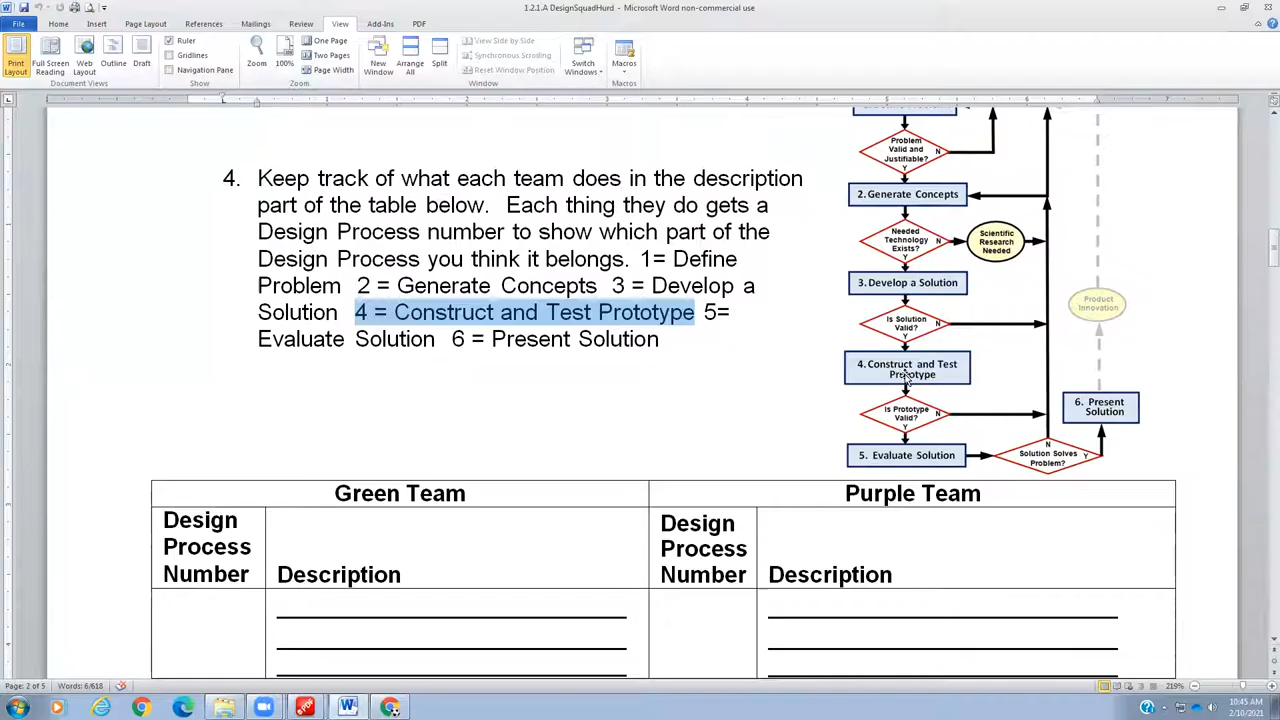 1.2.1.A DesignSquadHurd - Microsoft Word non-commercial use
File Home Insert Page Layout References Mailings Review View Add-Ins PDF
Print Layout
Full Screen Reading
Web Layout
Outline
Draft
Document Views
Ruler
Gridlines
Navigation Pane
Show
Zoom
100%
One Page
Two Pages
Page Width
Zoom
New Window
Arrange All
Split
View Side by Side
Synchronous Scrolling
Reset Window Position
Window
Switch Windows
Macros
Macros
4. Keep track of what each team does in the description
part of the table below. Each thing they do gets a
Design Process number to show which part of the
Design Process you think it belongs. 1= Define
Problem 2 = Generate Concepts 3 = Develop a
Solution 4 = Construct and Test Prototype 5=
Evaluate Solution 6 = Present Solution
Problem
Valid and
Justifiable?
N
Y
2. Generate Concepts
Needed
Technology
Exists?
N
Y
Scientific
Research
Needed
3. Develop a Solution
Is Solution
Valid?
N
Y
4. Construct and Test
Prototype
Is Prototype
Valid?
N
Y
5. Evaluate Solution
N
Solution Solves
Problem?
Y
6. Present
Solution
Product
Innovation
Green Team
Purple Team
Design
Process
Number
Description
Design
Process
Number
Description
Page: 2 of 5 Words: 6/618
219%
10:45 AM
2/10/2021